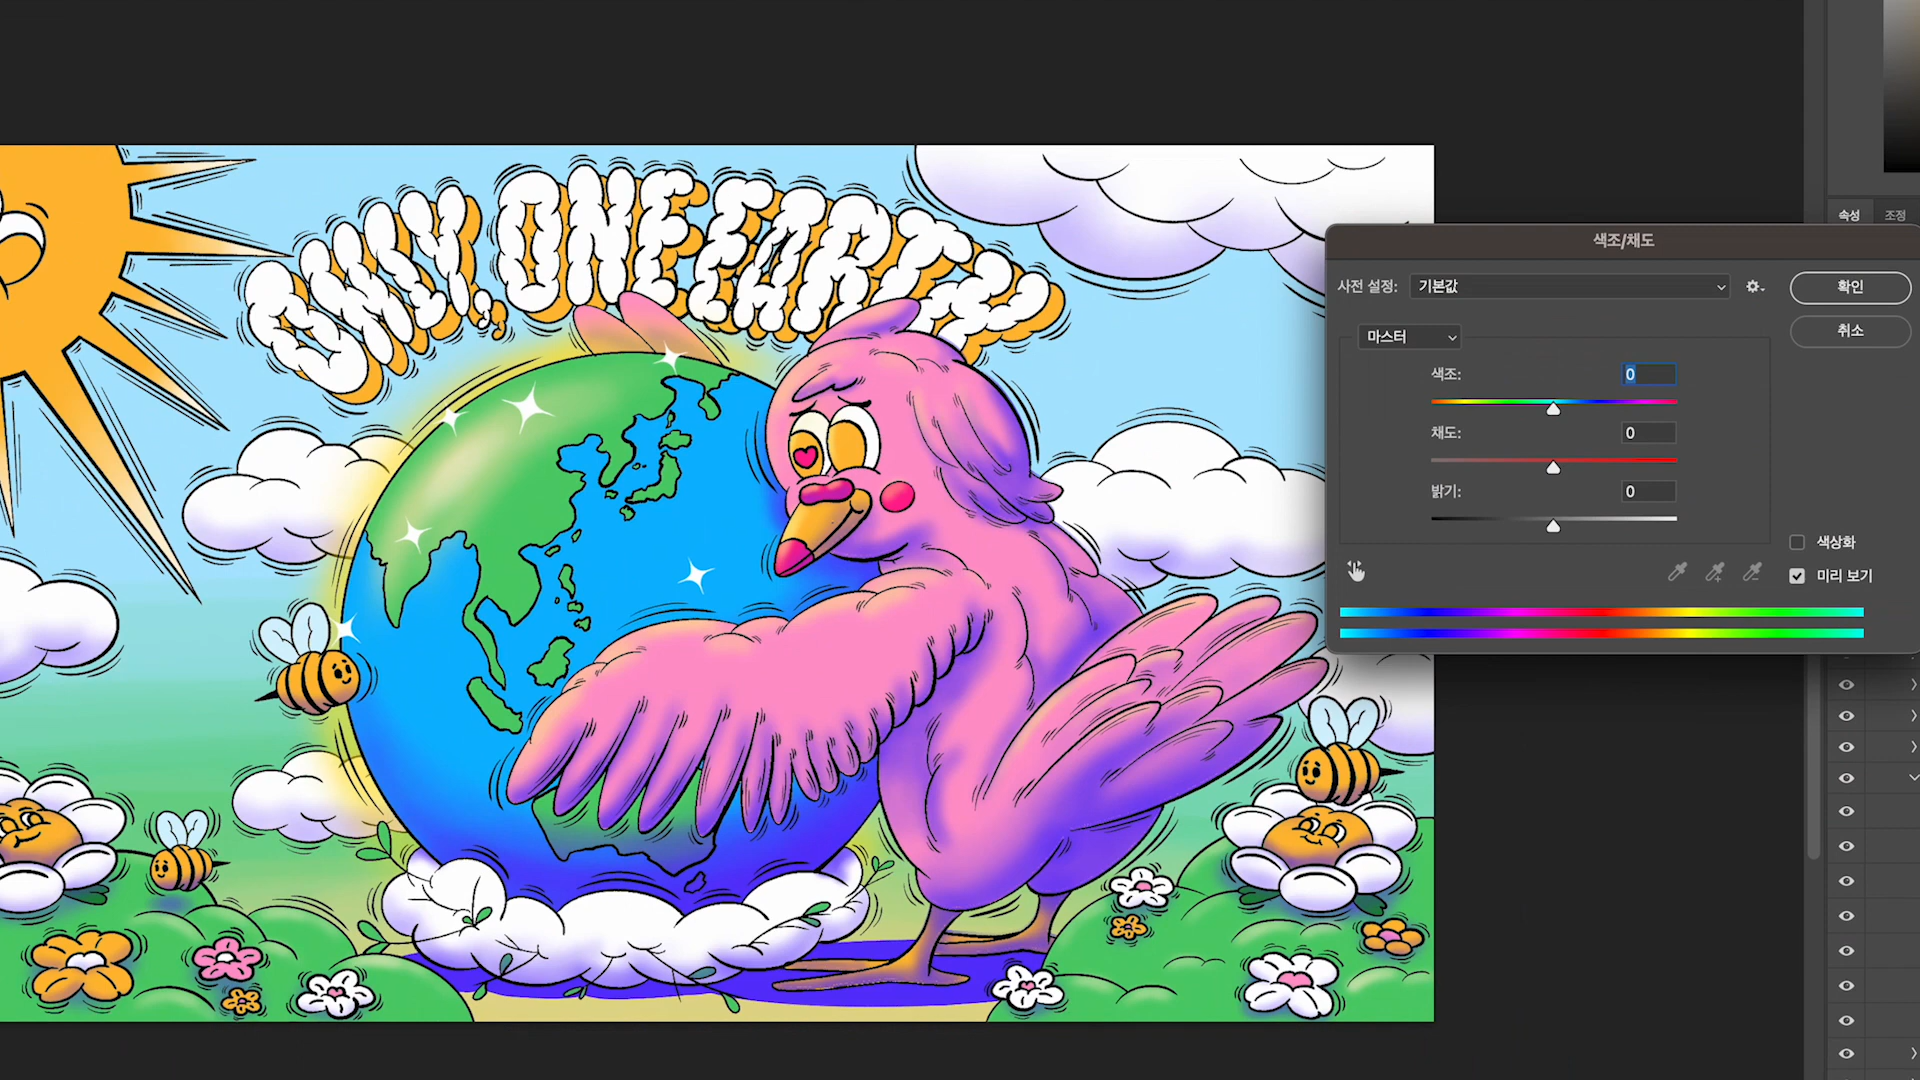 ONLY ONE EARTH
속성 조정
색조/채도
사전 설정: 기본값
확인
취소
마스터
색조: 0
채도: 0
밝기: 0
색상화
미리 보기